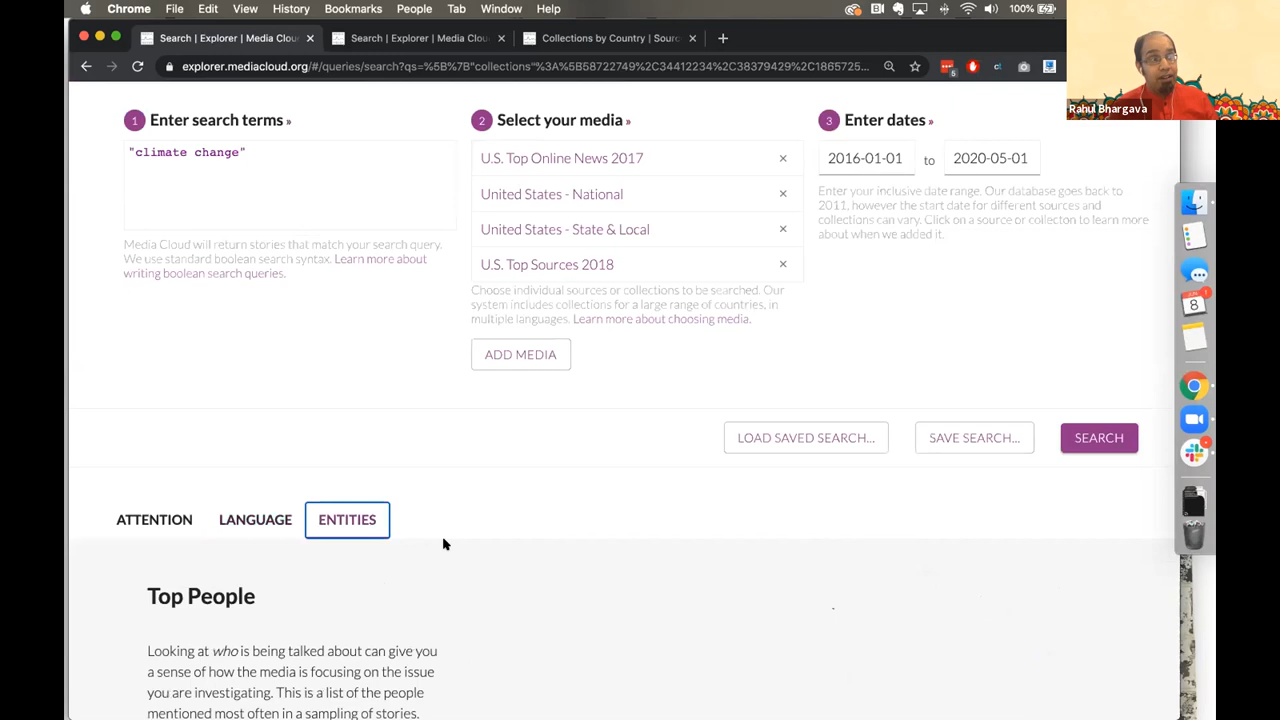 Chrome File Edit View History Bookmarks People Tab Window Help
100%
Search | Explorer | Media Clou
Search | Explorer | Media Clou
Collections by Country | Sourc
explorer.mediacloud.org/#/queries/search?qs=%5B%7B"collections"%3A%5B58722749%2C34412234%2C38379429%2C1865725...
5
Rahul Bhargava
1 Enter search terms »
"climate change"
Media Cloud will return stories that match your search query.
We use standard boolean search syntax. Learn more about
writing boolean search queries.
2 Select your media »
U.S. Top Online News 2017 ×
United States - National ×
United States - State & Local ×
U.S. Top Sources 2018 ×
Choose individual sources or collections to be searched. Our
system includes collections for a large range of countries, in
multiple languages. Learn more about choosing media.
ADD MEDIA
3 Enter dates »
2016-01-01 to 2020-05-01
Enter your inclusive date range. Our database goes back to
2011, however the start date for different sources and
collections can vary. Click on a source or collecton to learn more
about when we added it.
LOAD SAVED SEARCH... SAVE SEARCH... SEARCH
ATTENTION LANGUAGE ENTITIES
Top People
Looking at who is being talked about can give you
a sense of how the media is focusing on the issue
you are investigating. This is a list of the people
mentioned most often in a sampling of stories.
JUN
1
8